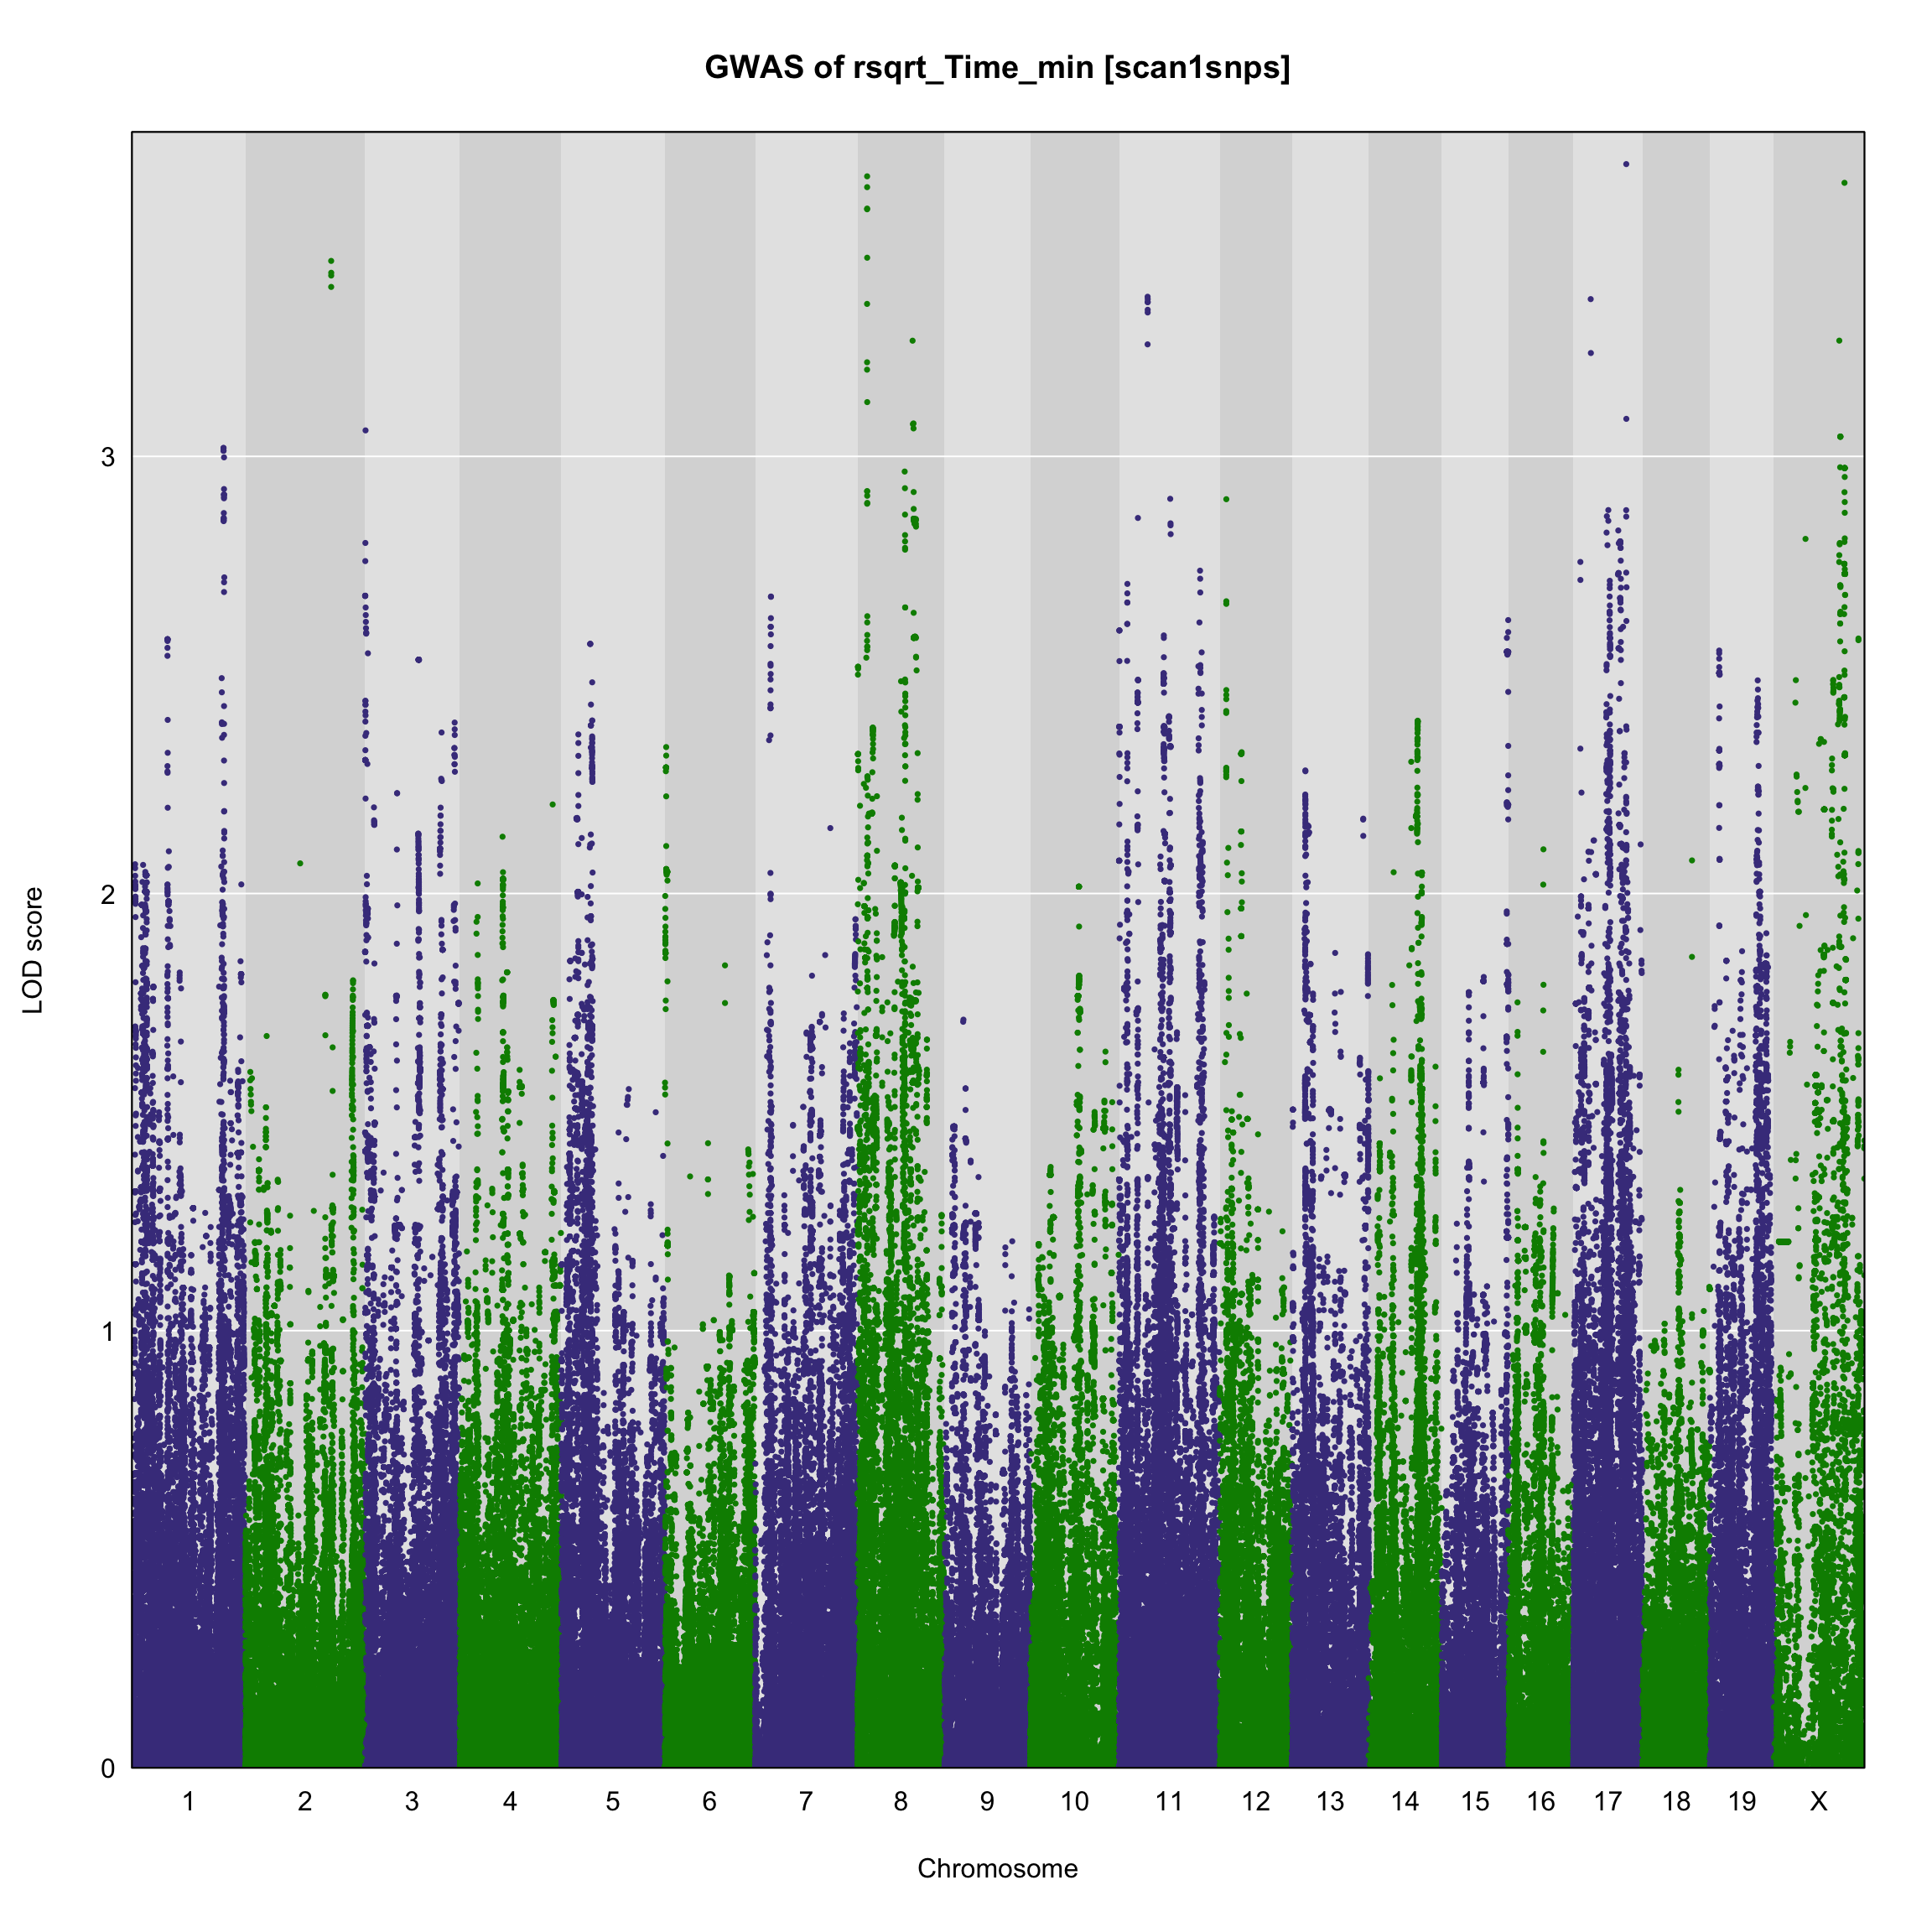 GWAS of rsqrt_Time_min [scan1snps]
LOD score
3
2
1
0
1 2 3 4 5 6 7 8 9 10 11 12 13 14 15 16 17 18 19 X
Chromosome